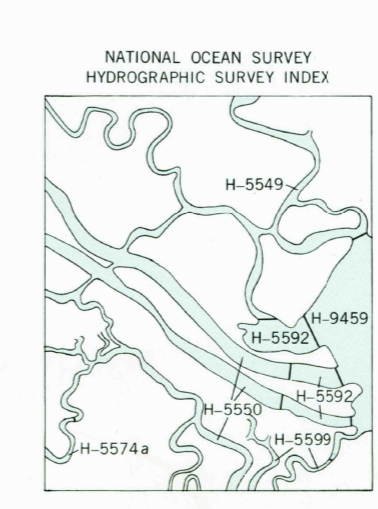 NATIONAL OCEAN SURVEY
HYDROGRAPHIC SURVEY INDEX
H-5549
H-9459
H-5592
H-5592
H-5550
H-5599
H-5574a